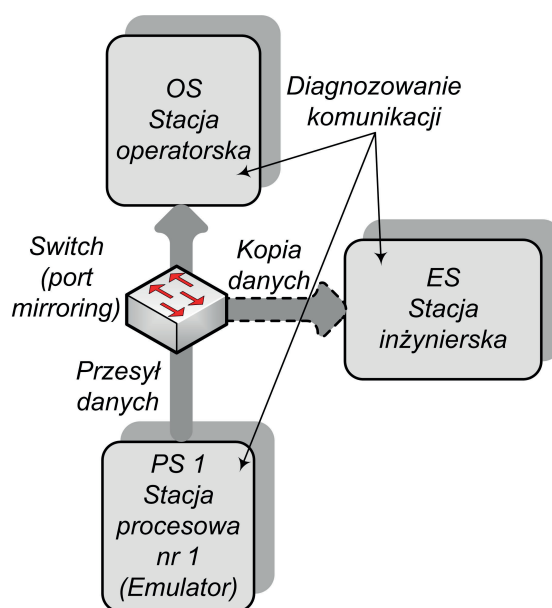 OS
Stacja
operatorska
Diagnozowanie
komunikacji
Switch
(port
mirroring)
Kopia
danych
ES
Stacja
inżynierska
Przesył
danych
PS 1
Stacja
procesowa
nr 1
(Emulator)